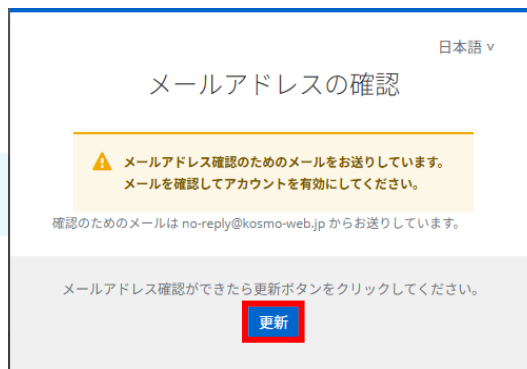 日本語 ∨
メールアドレスの確認
メールアドレス確認のためのメールをお送りしています。
メールを確認してアカウントを有効にしてください。
確認のためのメールは no-reply@kosmo-web.jp からお送りしています。
メールアドレス確認ができたら更新ボタンをクリックしてください。
更新